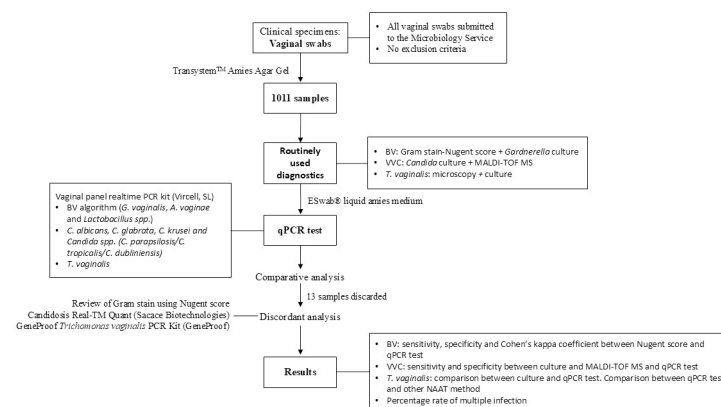 Clinical specimens:
Vaginal swabs
• All vaginal swabs submitted
to the Microbiology Service
• No exclusion criteria
Transystem™ Amies Agar Gel
1011 samples
Routinely
used
diagnostics
• BV: Gram stain-Nugent score + Gardnerella culture
• VVC: Candida culture + MALDI-TOF MS
• T. vaginalis: microscopy + culture
ESwab® liquid amies medium
Vaginal panel realtime PCR kit (Vircell, SL)
• BV algorithm (G. vaginalis, A. vaginae
and Lactobacillus spp.)
• C. albicans, C. glabrata, C. krusei and
Candida spp. (C. parapsilosis/C.
tropicalis/C. dubliniensis)
• T. vaginalis
qPCR test
Comparative analysis
13 samples discarded
Review of Gram stain using Nugent score
Candidosis Real-TM Quant (Sacace Biotechnologies)
GeneProof Trichomonas vaginalis PCR Kit (GeneProof)
Discordant analysis
Results
• BV: sensitivity, specificity and Cohen's kappa coefficient between Nugent score and
qPCR test
• VVC: sensitivity and specificity between culture and MALDI-TOF MS and qPCR test
• T. vaginalis: comparison between culture and qPCR test. Comparison between qPCR tes
and other NAAT method
• Percentage rate of multiple infection